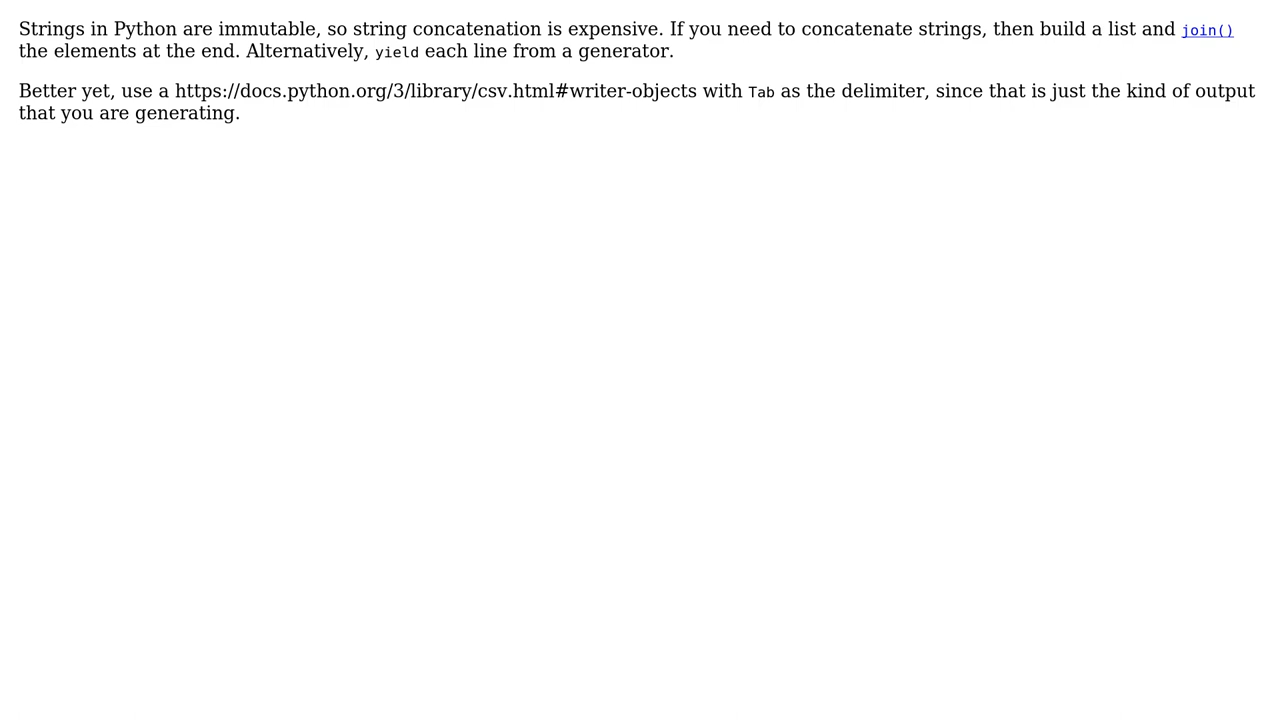 Strings in Python are immutable, so string concatenation is expensive. If you need to concatenate strings, then build a list and join()
the elements at the end. Alternatively, yield each line from a generator.
Better yet, use a https://docs.python.org/3/library/csv.html#writer-objects with Tab as the delimiter, since that is just the kind of output
that you are generating.